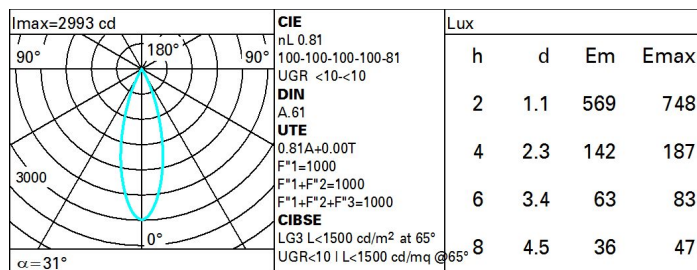 Imax=2993 cd
90°
180°
90°
3000
0°
α=31°
CIE
nL 0.81
100-100-100-100-81
UGR <10-<10
DIN
A.61
UTE
0.81A+0.00T
F"1=1000
F"1+F"2=1000
F"1+F"2+F"3=1000
CIBSE
LG3 L<1500 cd/m² at 65°
UGR<10 | L<1500 cd/mq @65°
Lux
h d Em Emax
2 1.1 569 748
4 2.3 142 187
6 3.4 63 83
8 4.5 36 47